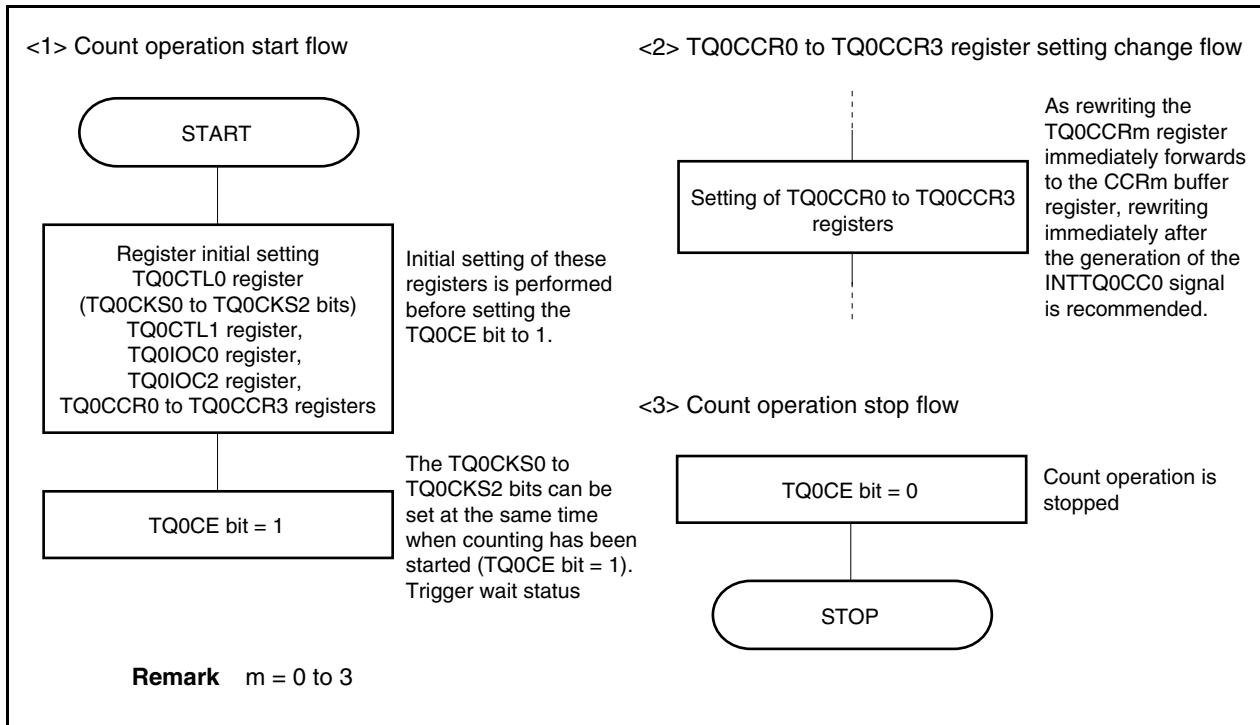 <1> Count operation start flow
START
Register initial setting
TQ0CTL0 register
(TQ0CKS0 to TQ0CKS2 bits)
TQ0CTL1 register,
TQ0IOC0 register,
TQ0IOC2 register,
TQ0CCR0 to TQ0CCR3 registers
Initial setting of these
registers is performed
before setting the
TQ0CE bit to 1.
TQ0CE bit = 1
The TQ0CKS0 to
TQ0CKS2 bits can be
set at the same time
when counting has been
started (TQ0CE bit = 1).
Trigger wait status
<2> TQ0CCR0 to TQ0CCR3 register setting change flow
Setting of TQ0CCR0 to TQ0CCR3
registers
As rewriting the
TQ0CCRm register
immediately forwards
to the CCRm buffer
register, rewriting
immediately after
the generation of the
INTTQ0CC0 signal
is recommended.
<3> Count operation stop flow
TQ0CE bit = 0
Count operation is
stopped
STOP
Remark m = 0 to 3